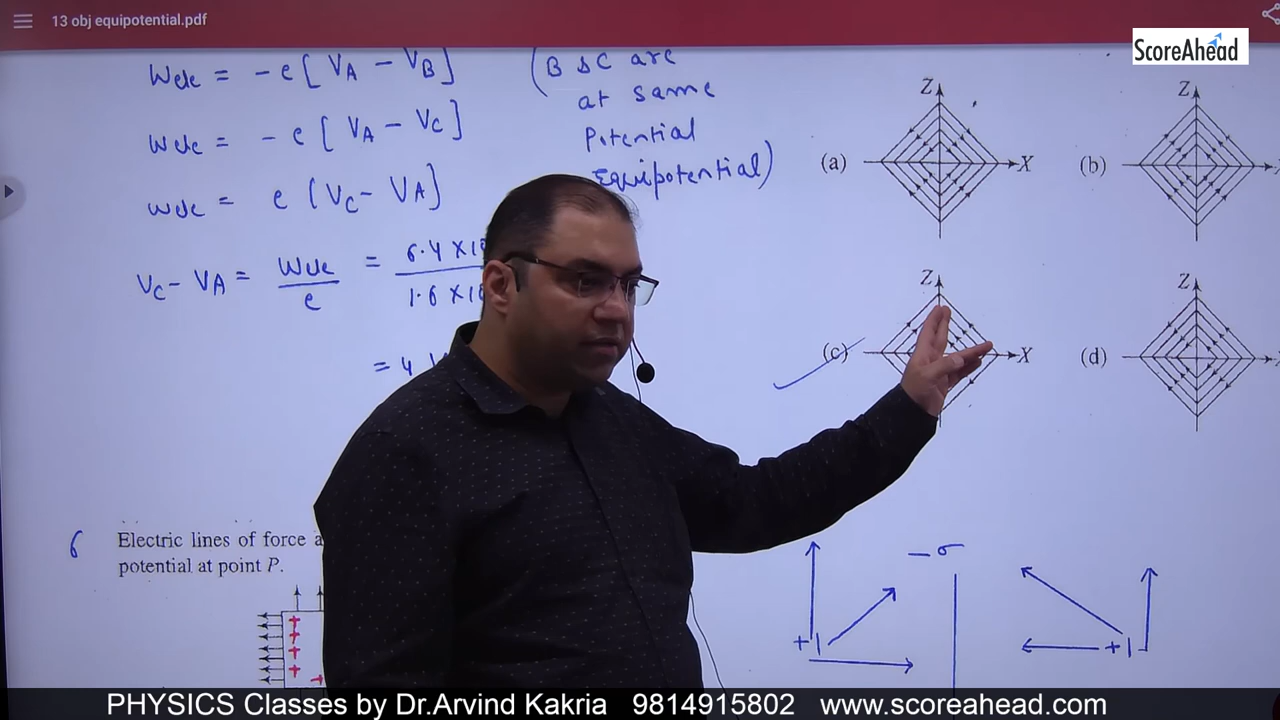 13 obj equipotential.pdf
ScoreAhead
Wele = - e [ VA - VB ] (B & C are
at same
Wele = - e [ VA - VC ] Potential
Equipotential)
Wele = e (VC - VA]
VC - VA = Wele / e = 6.4 × 10 / 1.6 × 10
= 4
Z
X
(a)
Z
(b)
Z
X
(c)
Z
(d)
6 Electric lines of force
potential at point P.
+
+
+
+
+
- σ
+1
+1
PHYSICS Classes by Dr.Arvind Kakria 9814915802 www.scoreahead.com